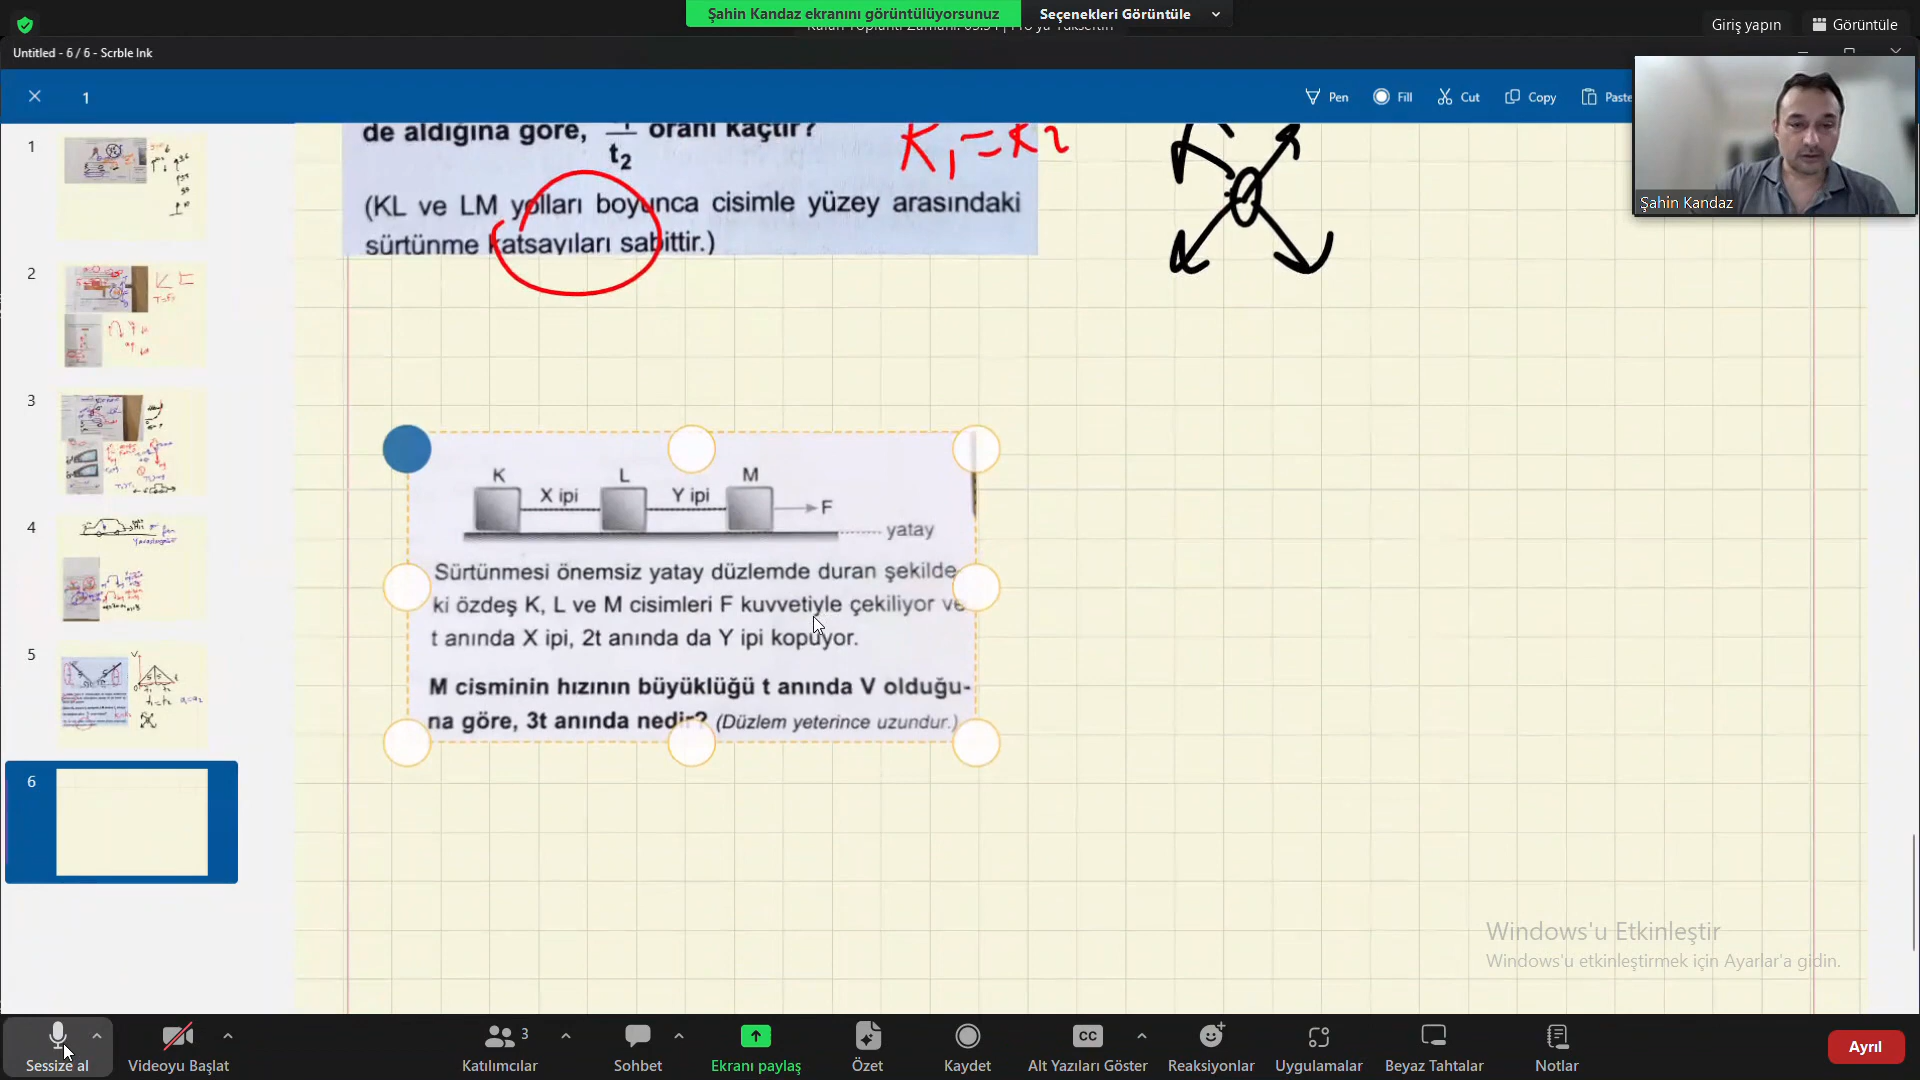 Şahin Kandaz ekranını görüntülüyorsunuz
Seçenekleri Görüntüle
Giriş yapın
Görüntüle
Untitled - 6 / 6 - Scrble Ink
1
Pen
Fill
Cut
Copy
Paste
Şahin Kandaz
1
2
3
4
5
6
de aldığına göre, oranı kaçtır?
t2
K1 = K2
(KL ve LM yolları boyunca cisimle yüzey arasındaki
sürtünme katsayıları sabittir.)
K L M
X ipi Y ipi F
yatay
Sürtünmesi önemsiz yatay düzlemde duran şekilde-
ki özdeş K, L ve M cisimleri F kuvvetiyle çekiliyor ve
t anında X ipi, 2t anında da Y ipi kopuyor.
M cisminin hızının büyüklüğü t anında V olduğu-
na göre, 3t anında nedir? (Düzlem yeterince uzundur.)
Windows'u Etkinleştir
Windows'u etkinleştirmek için Ayarlar'a gidin.
Sessize al
Videoyu Başlat
Katılımcılar
3
Sohbet
Ekranı paylaş
Özet
Kaydet
CC
Alt Yazıları Göster
Reaksiyonlar
Uygulamalar
Beyaz Tahtalar
Notlar
Ayrıl